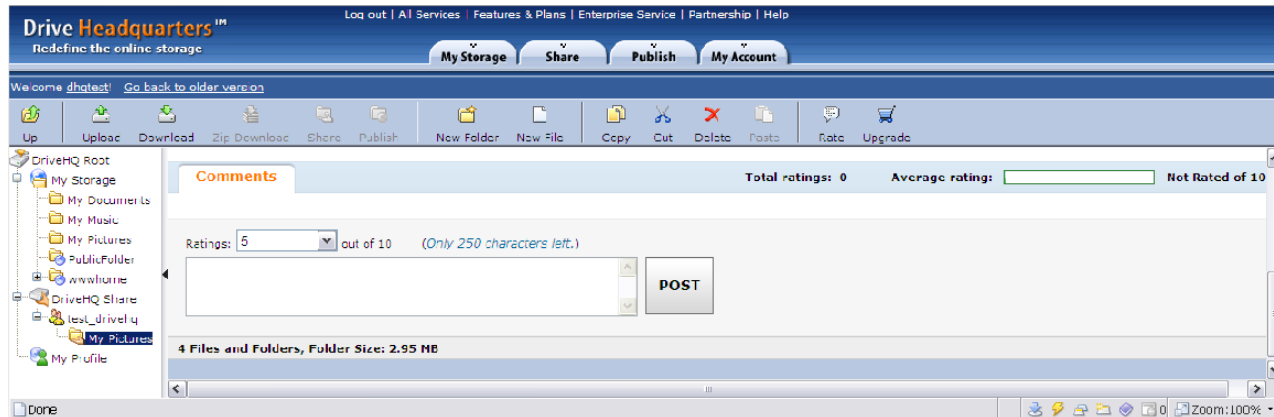 Drive Headquarters™
Redefine the online storage
Log out | All Services | Features & Plans | Enterprise Service | Partnership | Help
My Storage Share Publish My Account
Welcome dhqtest! Go back to older version
Up Upload Download Zip Download Share Publish New Folder New File Copy Cut Delete Paste Rate Upgrade
DriveHQ Root
My Storage
My Documents
My Music
My Pictures
PublicFolder
wwwhome
DriveHQ Share
test_drivehq
My Pictures
My Profile
Comments Total ratings: 0 Average rating: Not Rated of 10
Ratings: 5 out of 10 (Only 250 characters left.)
POST
4 Files and Folders, Folder Size: 2.95 MB
Done 0 Zoom:100%